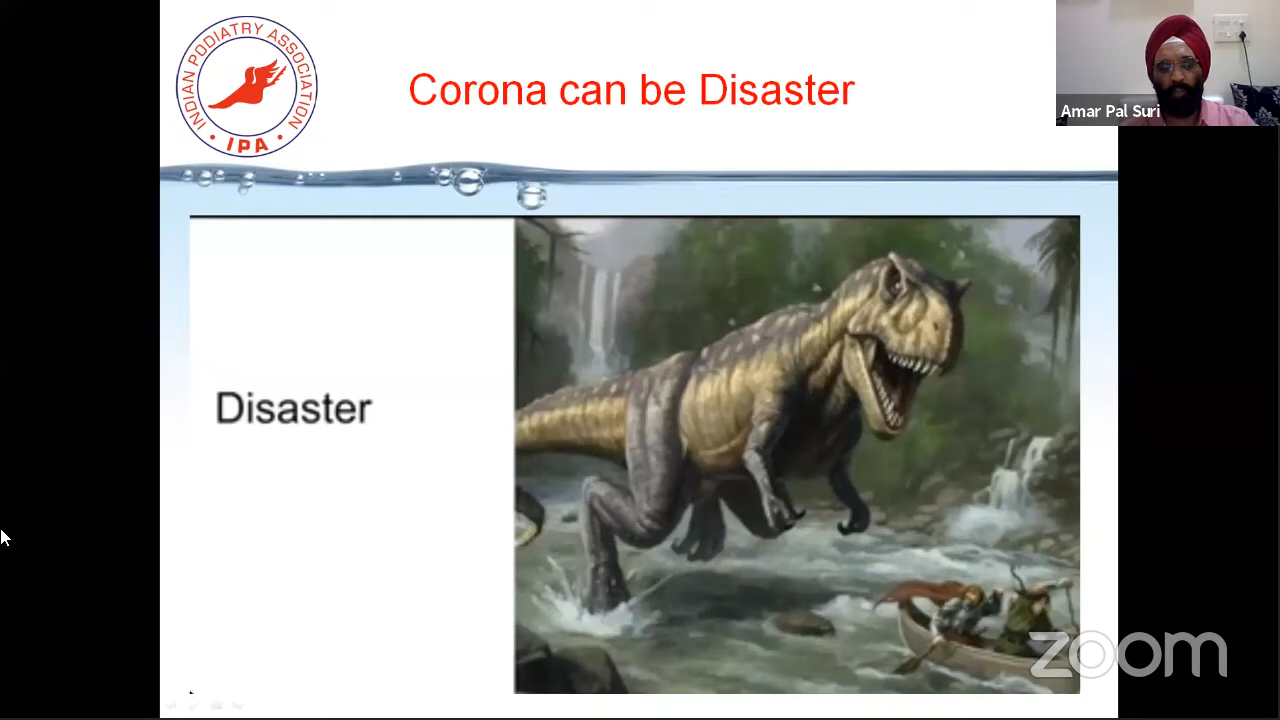 INDIAN PODIATRY ASSOCIATION
• IPA •
Corona can be Disaster
Amar Pal Suri
Disaster
zoom